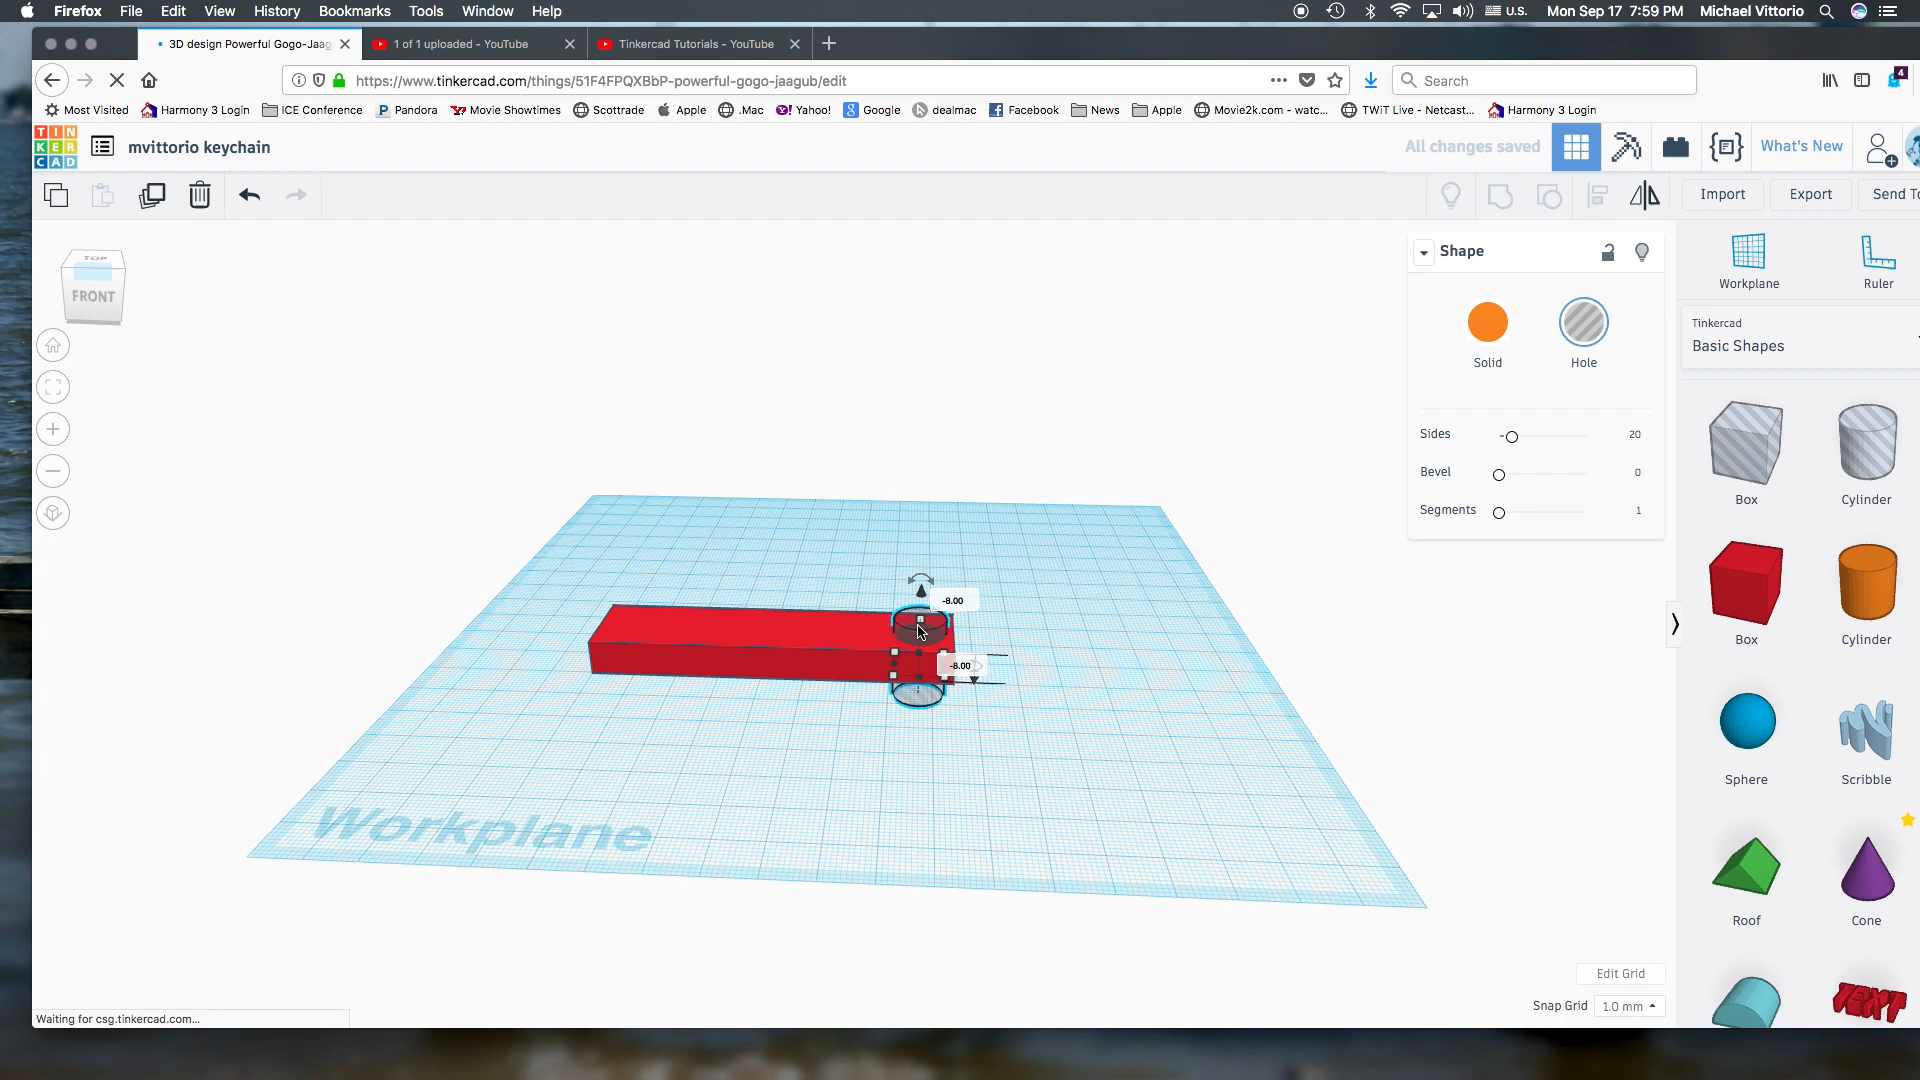 Firefox File Edit View History Bookmarks Tools Window Help U.S. Mon Sep 17 7:59 PM Michael Vittorio
3D design Powerful Gogo-Jaag 1 of 1 uploaded - YouTube Tinkercad Tutorials - YouTube
https://www.tinkercad.com/things/51F4FPQXBbP-powerful-gogo-jaagub/edit Search 4
Most Visited Harmony 3 Login ICE Conference Pandora Movie Showtimes Scottrade Apple .Mac Yahoo! Google dealmac Facebook News Apple Movie2k.com - watc... TWiT Live - Netcast... Harmony 3 Login
TIN
KER
CAD
mvittorio keychain All changes saved What's New
Import Export Send To
TOP
FRONT
Shape
Solid Hole
Sides 20
Bevel 0
Segments 1
Workplane Ruler
Tinkercad
Basic Shapes
Box Cylinder
Box Cylinder
Sphere Scribble
Roof Cone
TEXT
-8.00
-8.00
Workplane
Edit Grid
Snap Grid 1.0 mm
Waiting for csg.tinkercad.com...